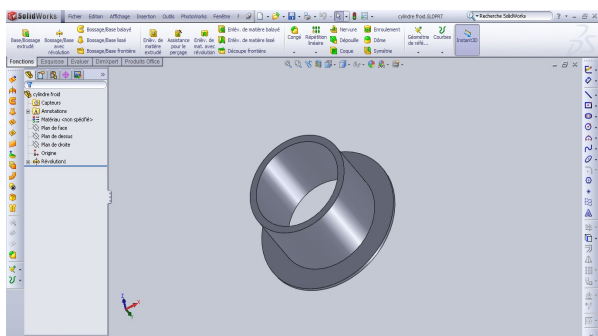 SolidWorks Fichier Edition Affichage Insertion Outils PhotoWorks Fenêtre ? cylindre froid.SLDPRT Recherche SolidWorks
Base/Bossage extrudé
Bossage/Base avec révolution
Bossage/Base balayé
Bossage/Base lissé
Bossage/Base frontière
Enlèv. de matière extrudé
Assistance pour le perçage
Enlèv. de mat. avec révolution
Enlèv. de matière balayé
Enlèv. de matière lissé
Découpe frontière
Congé
Répétition linéaire
Nervure
Dépouille
Coque
Enroulement
Dôme
Symétrie
Géométrie de réfé...
Courbes
Instant3D
Fonctions Esquisse Evaluer DimXpert Produits Office
cylindre froid
Capteurs
Annotations
Matériau <non spécifié>
Plan de face
Plan de dessus
Plan de droite
Origine
Révolution1